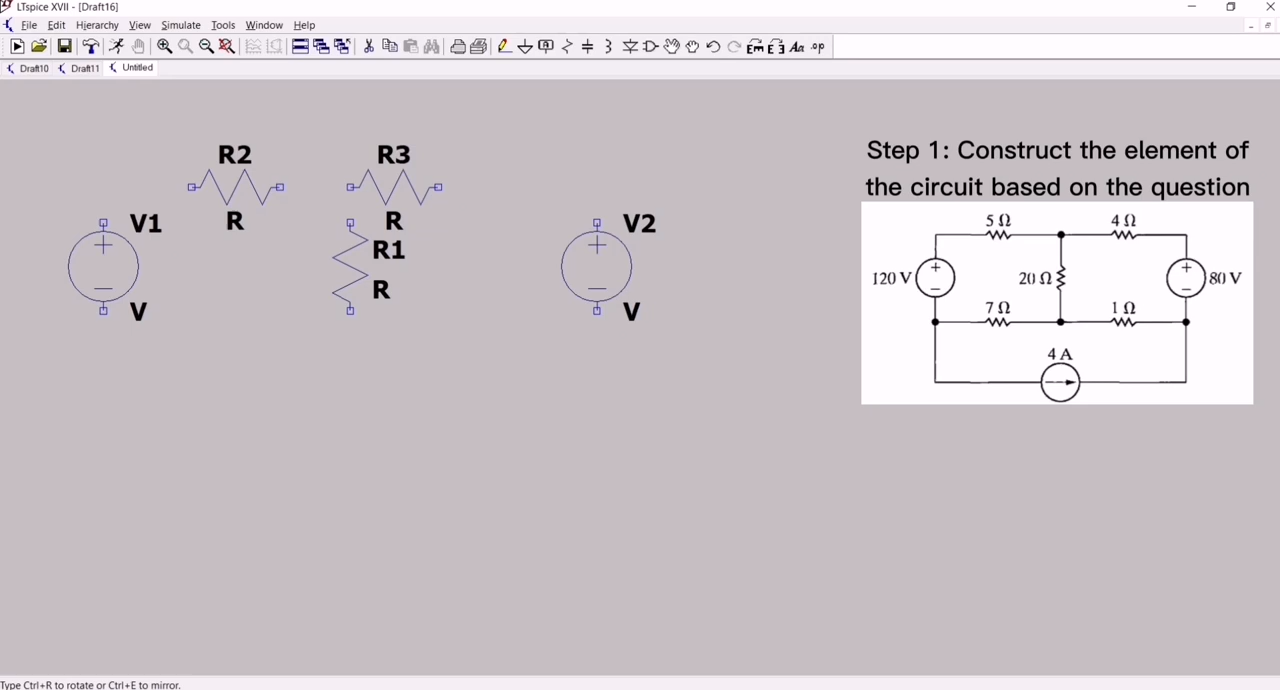 LTspice XVII - [Draft16]
File Edit Hierarchy View Simulate Tools Window Help
Draft10 Draft11 Untitled
Step 1: Construct the element of
the circuit based on the question
R2 R3
R R
V1 V2
R1
R
V V
5 Ω 4 Ω
120 V 20 Ω 80 V
7 Ω 1 Ω
4 A
Type Ctrl+R to rotate or Ctrl+E to mirror.